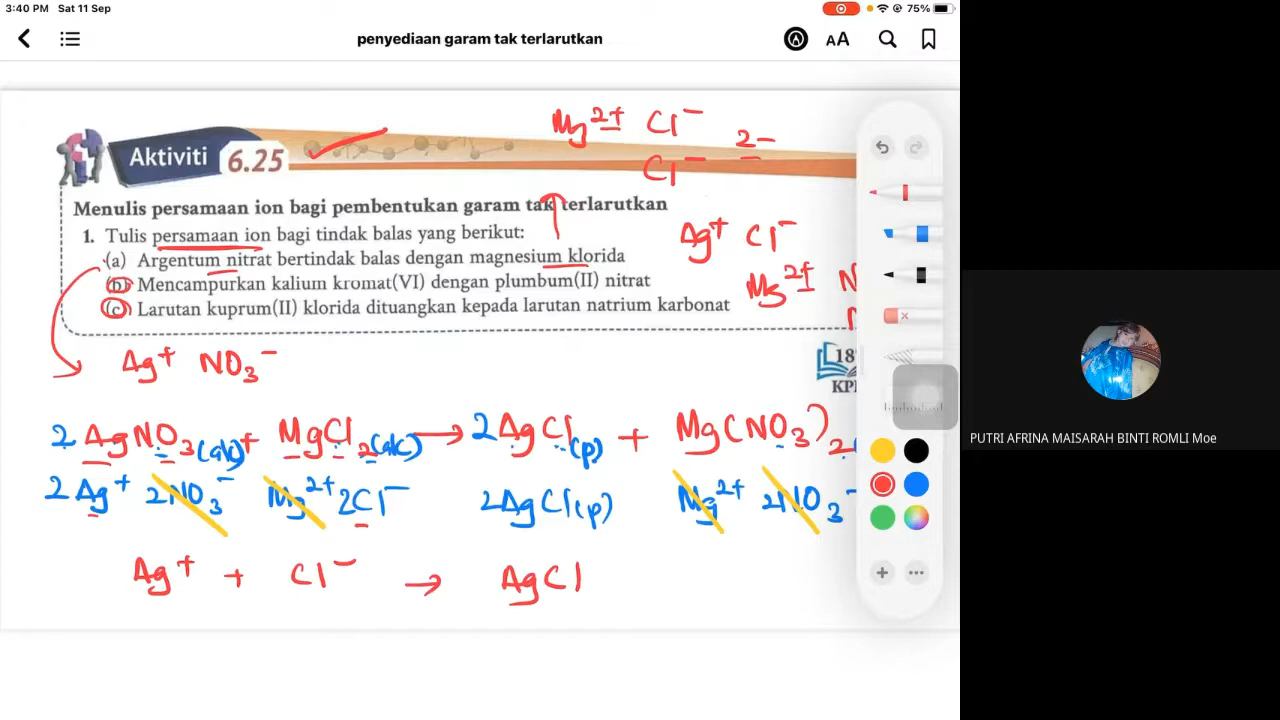 3:40 PM Sat 11 Sep
75%
penyediaan garam tak terlarutkan
AA
Mg²⁺ Cl⁻
2-
Cl⁻
Aktiviti 6.25
Menulis persamaan ion bagi pembentukan garam tak terlarutkan
1. Tulis persamaan ion bagi tindak balas yang berikut:
(a) Argentum nitrat bertindak balas dengan magnesium klorida
(b) Mencampurkan kalium kromat(VI) dengan plumbum(II) nitrat
(c) Larutan kuprum(II) klorida dituangkan kepada larutan natrium karbonat
Ag⁺ Cl⁻
Mg²⁺ N
Ag⁺ NO₃⁻
18
KP
2AgNO₃(ak) + MgCl₂(ak) → 2AgCl(p) + Mg(NO₃)₂(
2Ag⁺ 2NO₃⁻ Mg²⁺ 2Cl⁻ 2AgCl(p) Mg²⁺ 2NO₃⁻
Ag⁺ + Cl⁻ → AgCl
PUTRI AFRINA MAISARAH BINTI ROMLI Moe